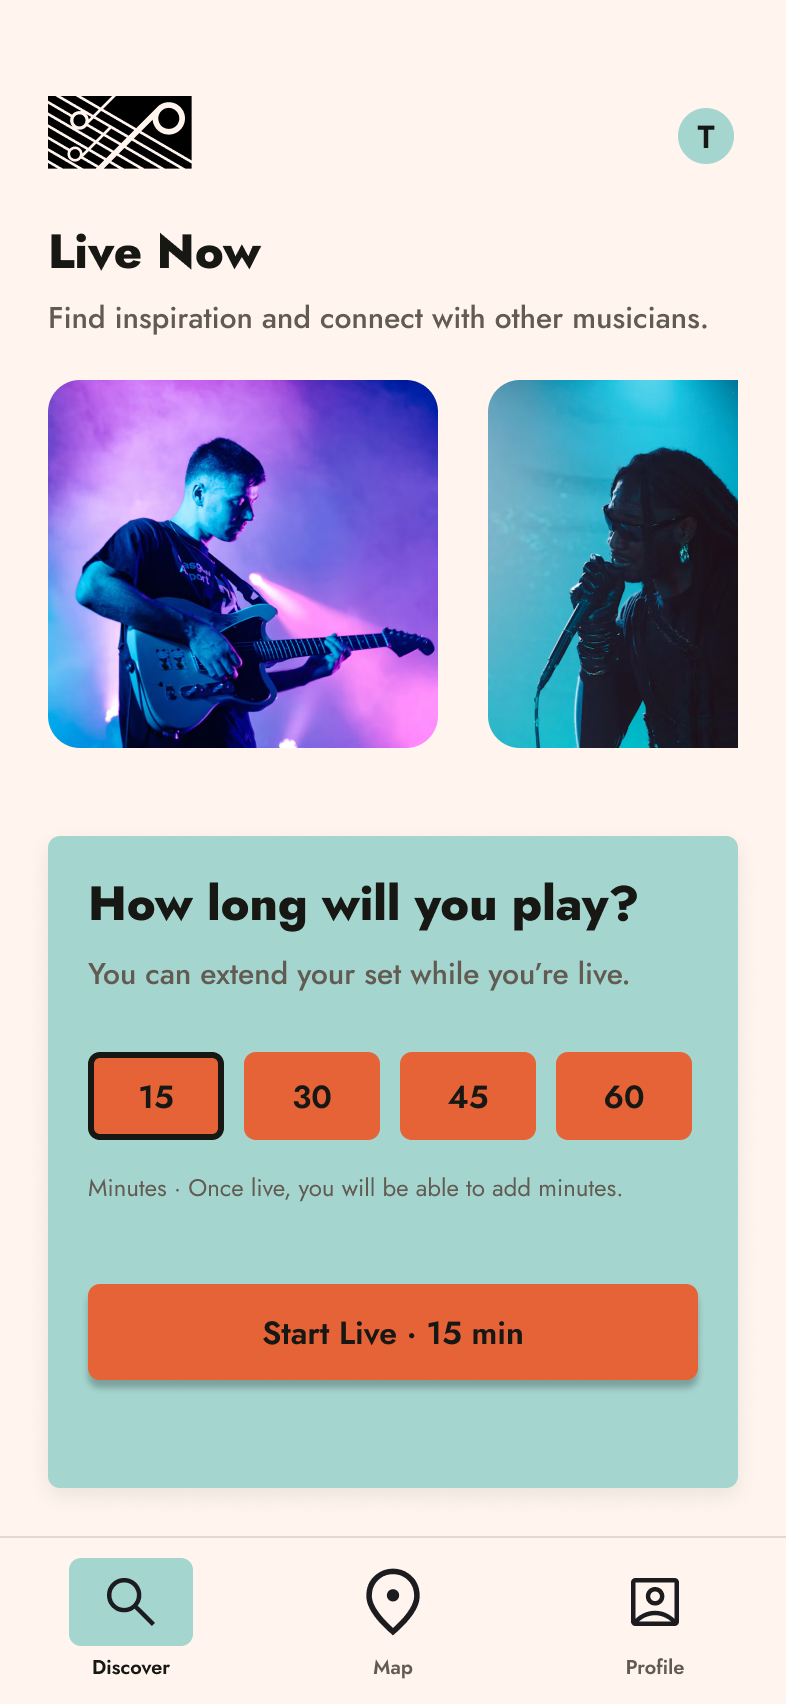 T
Live Now
Find inspiration and connect with other musicians.
How long will you play?
You can extend your set while you’re live.
15
30
45
60
Minutes · Once live, you will be able to add minutes.
Start Live · 15 min
Discover
Map
Profile